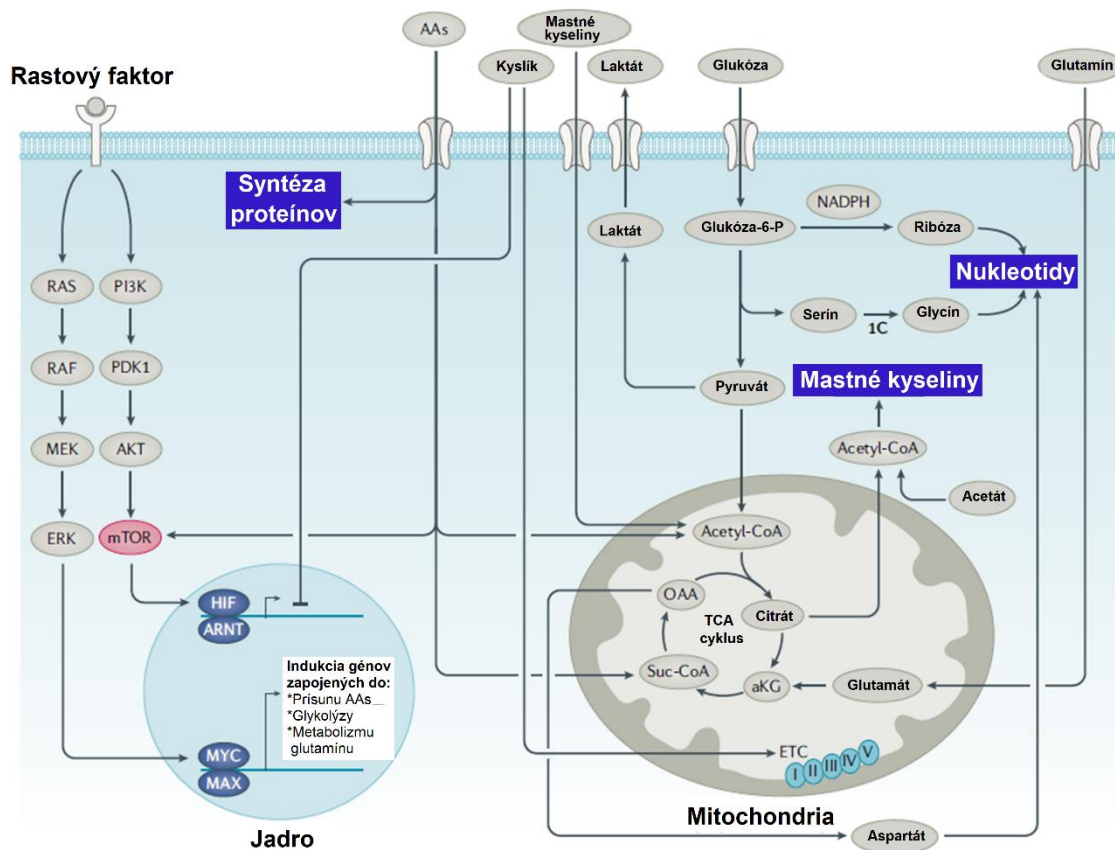 AAs
Mastné
kyseliny
Kyslík
Laktát
Glukóza
Glutamín
Rastový faktor
Syntéza
proteínov
NADPH
Laktát
Glukóza-6-P
Ribóza
Nukleotidy
RAS
PI3K
Serín
1C
Glycín
RAF
PDK1
Pyruvát
Mastné kyseliny
MEK
AKT
Acetyl-CoA
Acetát
ERK
mTOR
Acetyl-CoA
HIF
ARNT
OAA
Citrát
TCA
cyklus
Indukcia génov
zapojených do:
*Prísunu AAs_
*Glykolýzy
*Metabolizmu
glutamínu
Suc-CoA
aKG
Glutamát
MYC
MAX
ETC
I II III IV V
Jadro
Mitochondria
Aspartát